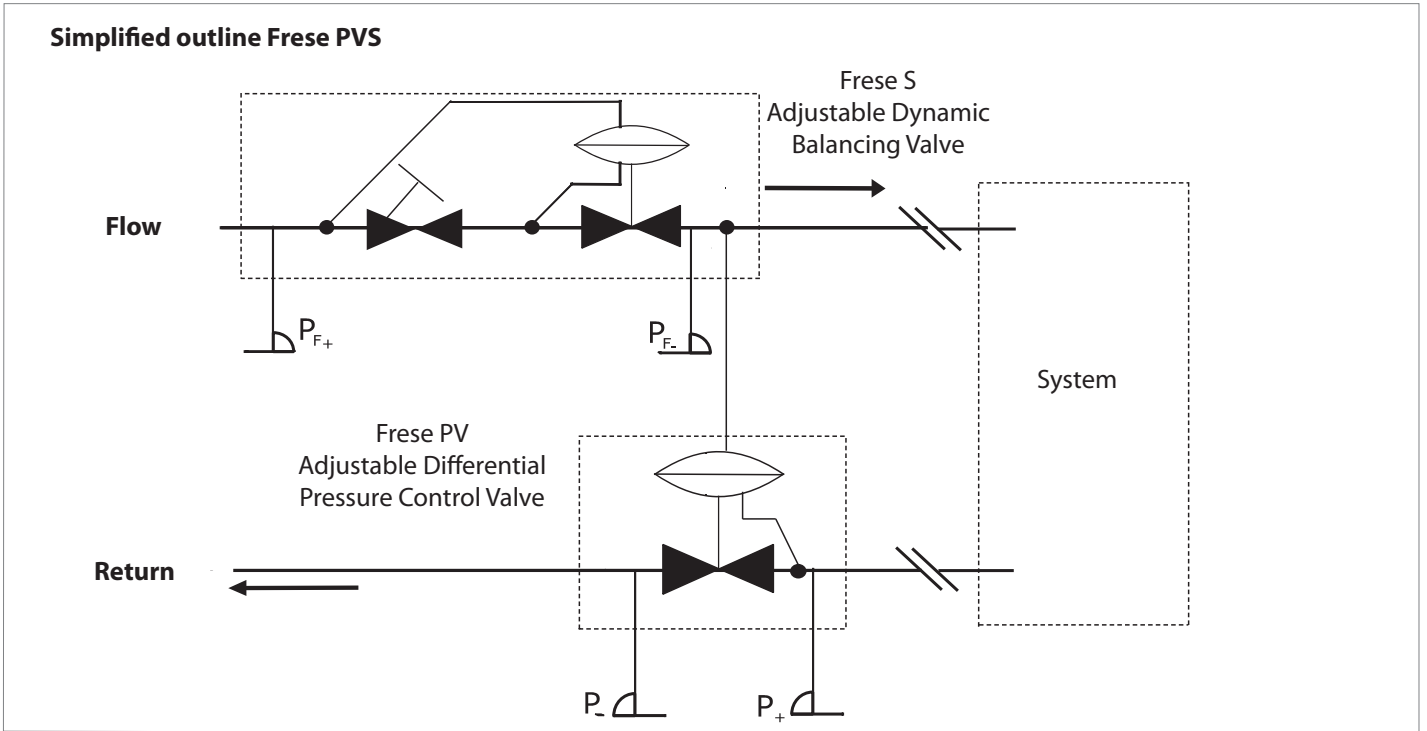 Simplified outline Frese PVS
Frese S
Adjustable Dynamic
Balancing Valve
Flow
PF+
PF-
System
Frese PV
Adjustable Differential
Pressure Control Valve
Return
P-
P+